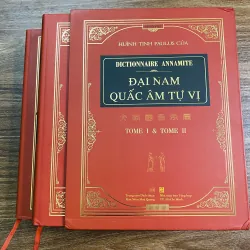 HUÌNH TỊNH PAULUS CỦA
DICTIONNAIRE ANNAMITE
ĐẠI NAM
QUẤC ÂM TỰ VỊ
大南國音字彙
TOME I & TOME II